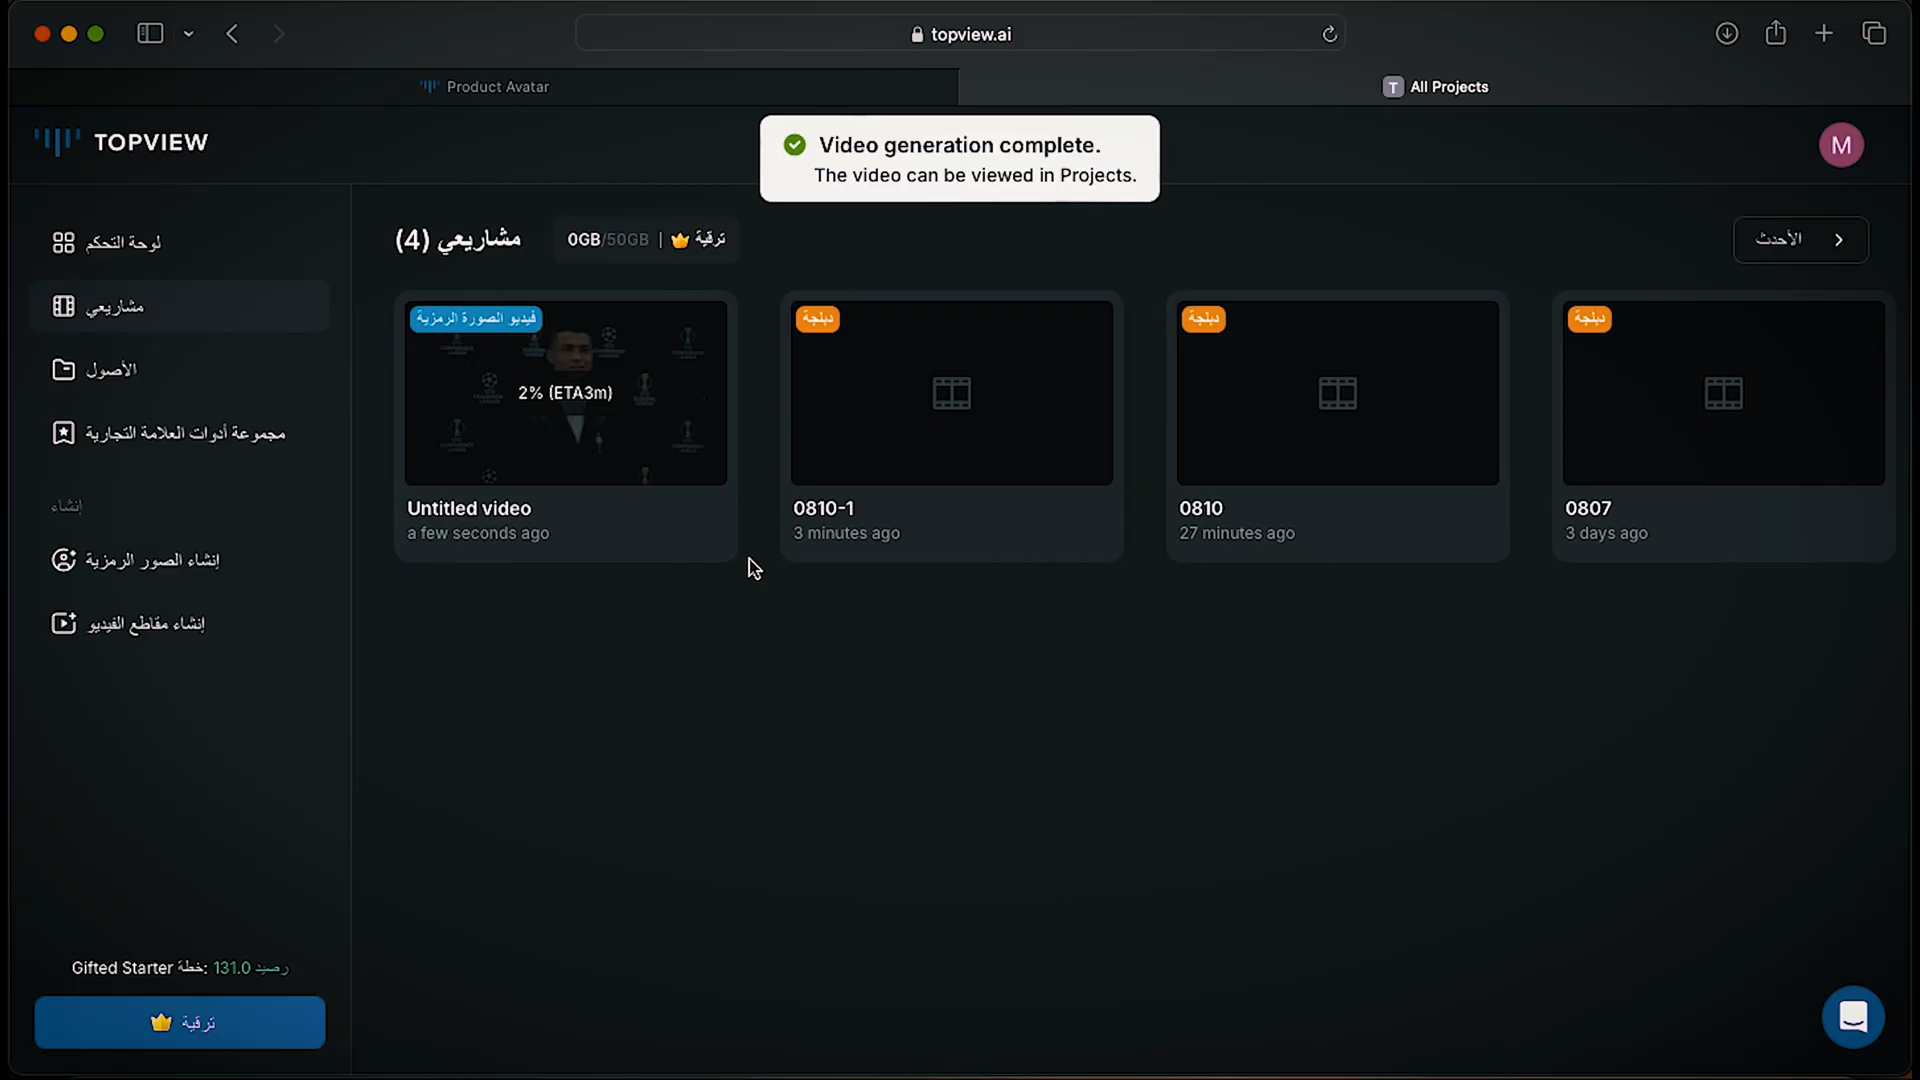 topview.ai
Product Avatar
T All Projects
TOPVIEW
Video generation complete.
The video can be viewed in Projects.
M
لوحة التحكم
مشاريعي
الأصول
مجموعة أدوات العلامة التجارية
إنشاء
إنشاء الصور الرمزية
إنشاء مقاطع الفيديو
مشاريعي (4)
0GB/50GB | ترقية
الأحدث
فيديو الصورة الرمزية
2% (ETA3m)
Untitled video
a few seconds ago
دبلجة
0810-1
3 minutes ago
دبلجة
0810
27 minutes ago
دبلجة
0807
3 days ago
Gifted Starter خطة: 131.0 رصيد
ترقية